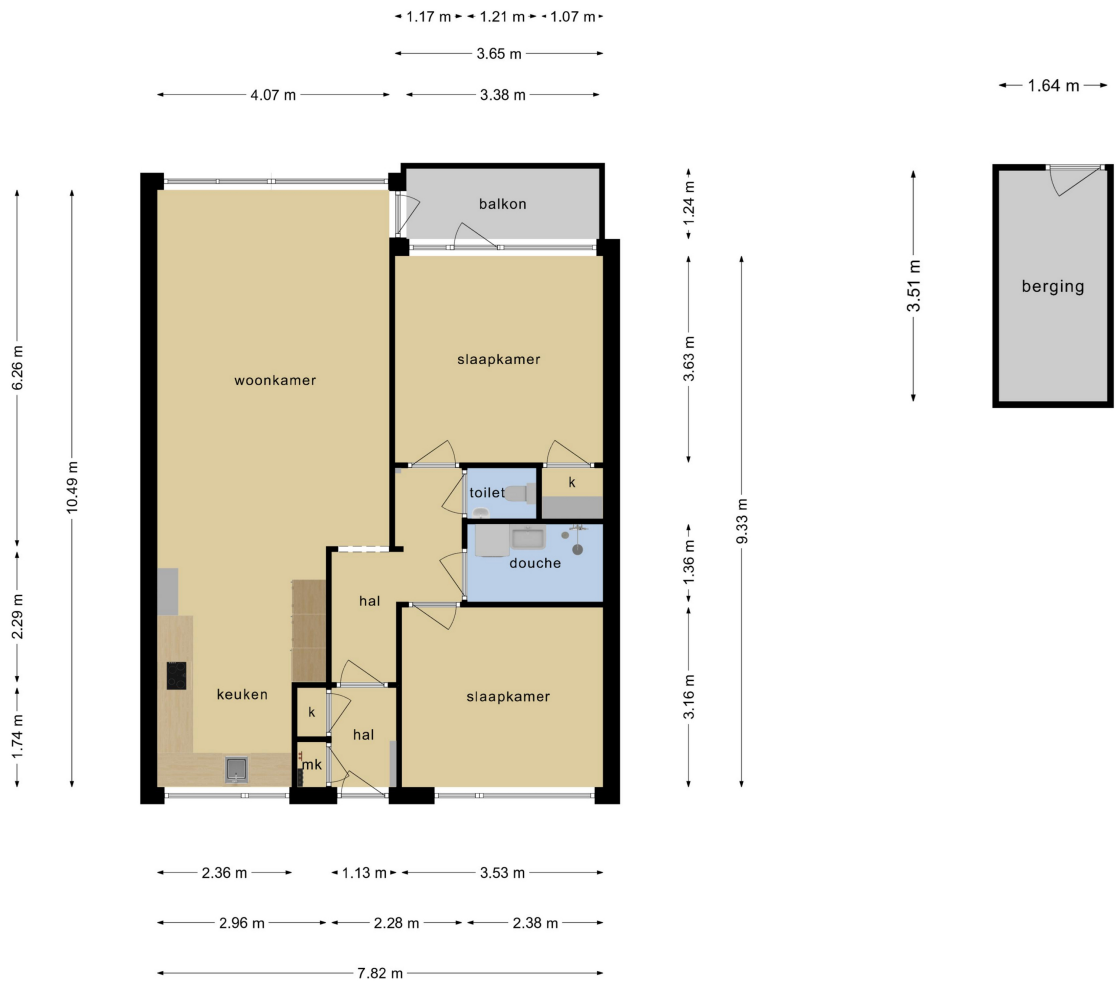 1.17 m 1.21 m 1.07 m
3.65 m
4.07 m 3.38 m
1.64 m
balkon
1.24 m
berging
3.51 m
slaapkamer
woonkamer
6.26 m
3.63 m
10.49 m
9.33 m
toilet
k
douche
1.36 m
hal
2.29 m
keuken
slaapkamer
3.16 m
k
hal
1.74 m
mk
2.36 m 1.13 m 3.53 m
2.96 m 2.28 m 2.38 m
7.82 m